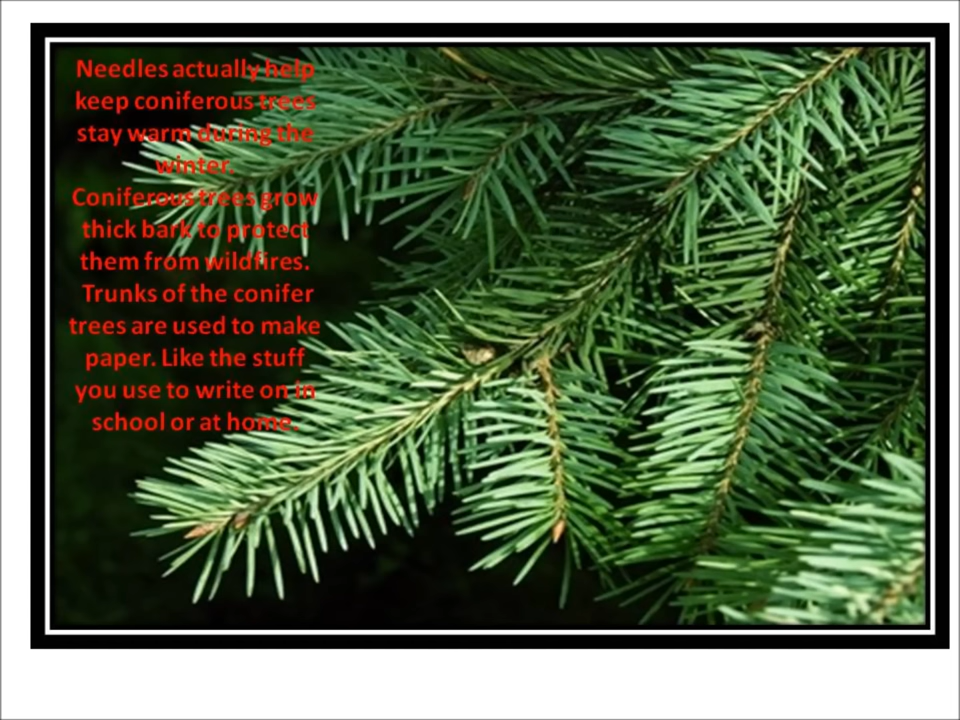 Needles actually help
keep coniferous trees
stay warm during the
winter.
Coniferous trees grow
thick bark to protect
them from wildfires.
Trunks of the conifer
trees are used to make
paper. Like the stuff
you use to write on in
school or at home.